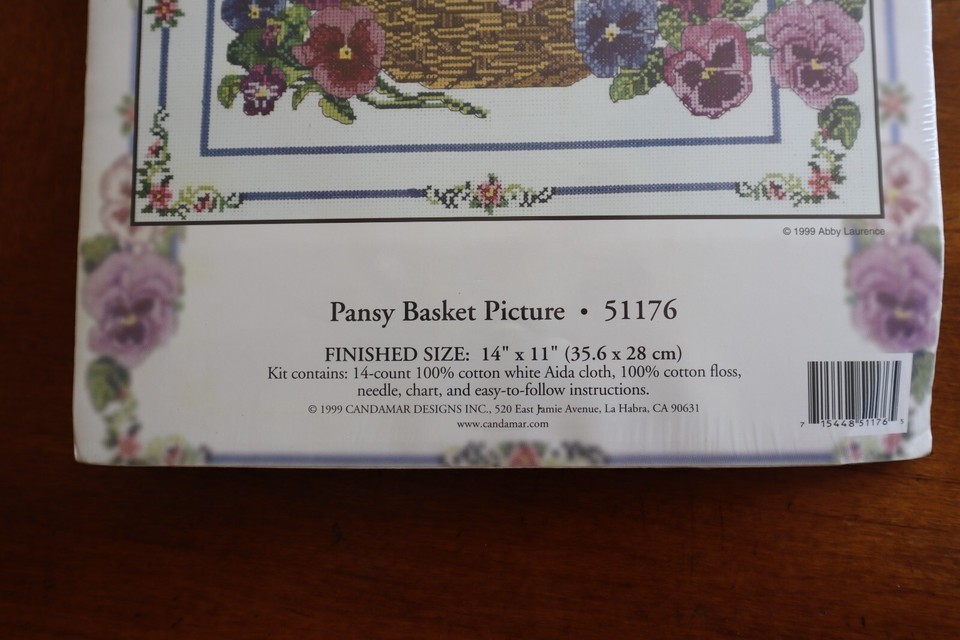 © 1999 Abby Laurence
Pansy Basket Picture • 51176
FINISHED SIZE: 14" x 11" (35.6 x 28 cm)
Kit contains: 14-count 100% cotton white Aida cloth, 100% cotton floss,
needle, chart, and easy-to-follow instructions.
© 1999 CANDAMAR DESIGNS INC., 520 East Jamie Avenue, La Habra, CA 90631
www.candamar.com
7 15448 51176 5